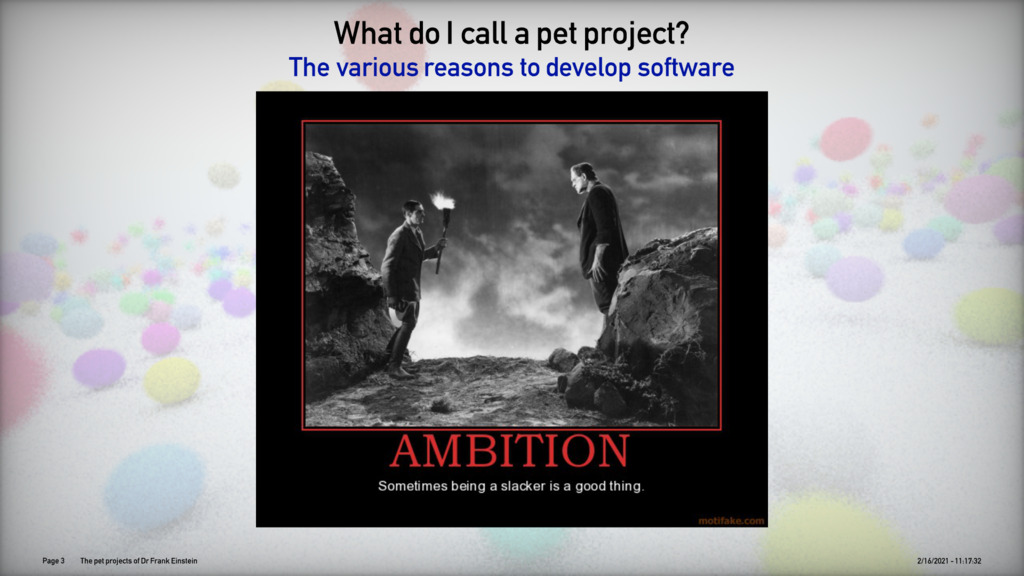 What do I call a pet project?
The various reasons to develop software
AMBITION
Sometimes being a slacker is a good thing.
motifake.com
Page 3 The pet projects of Dr Frank Einstein 2/16/2021 - 11:17:32